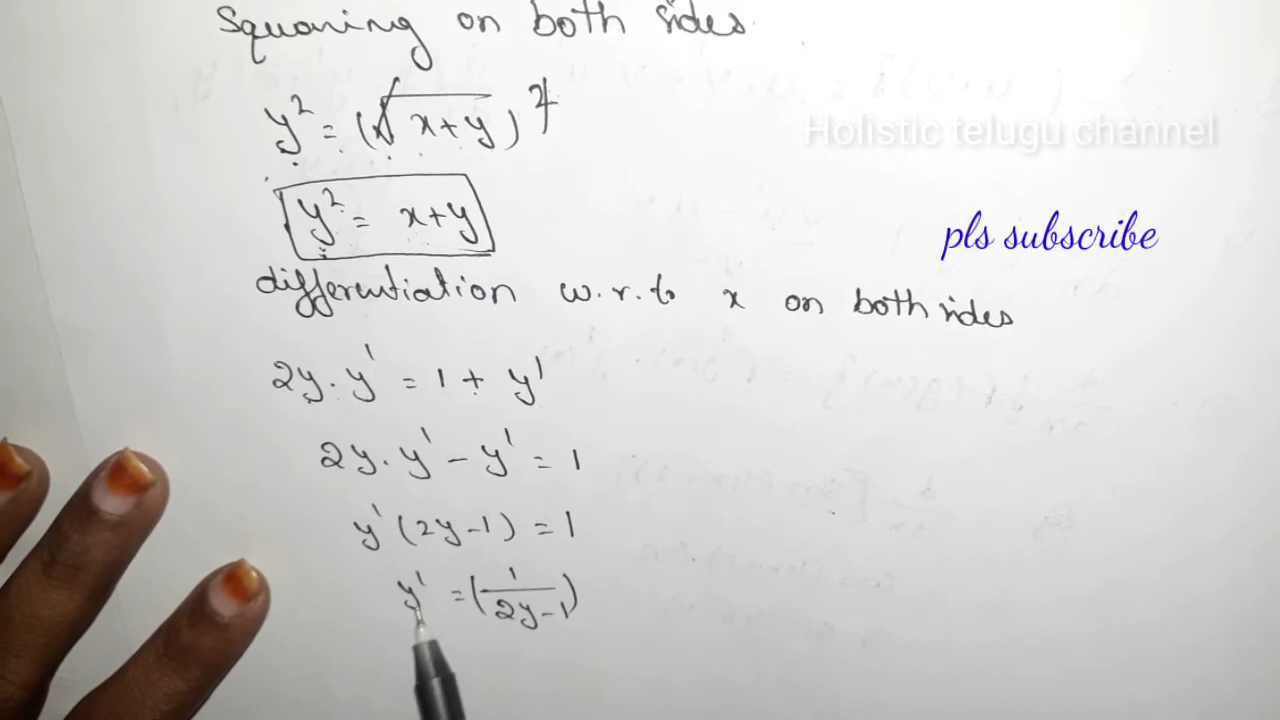 Squaring on both sides
y² = (√x+y)²
Holistic telugu channel
y² = x+y
pls subscribe
differentiation w.r.to x on both sides
2y.y' = 1 + y'
2y.y' - y' = 1
y'(2y-1) = 1
y' = (1/2y-1)